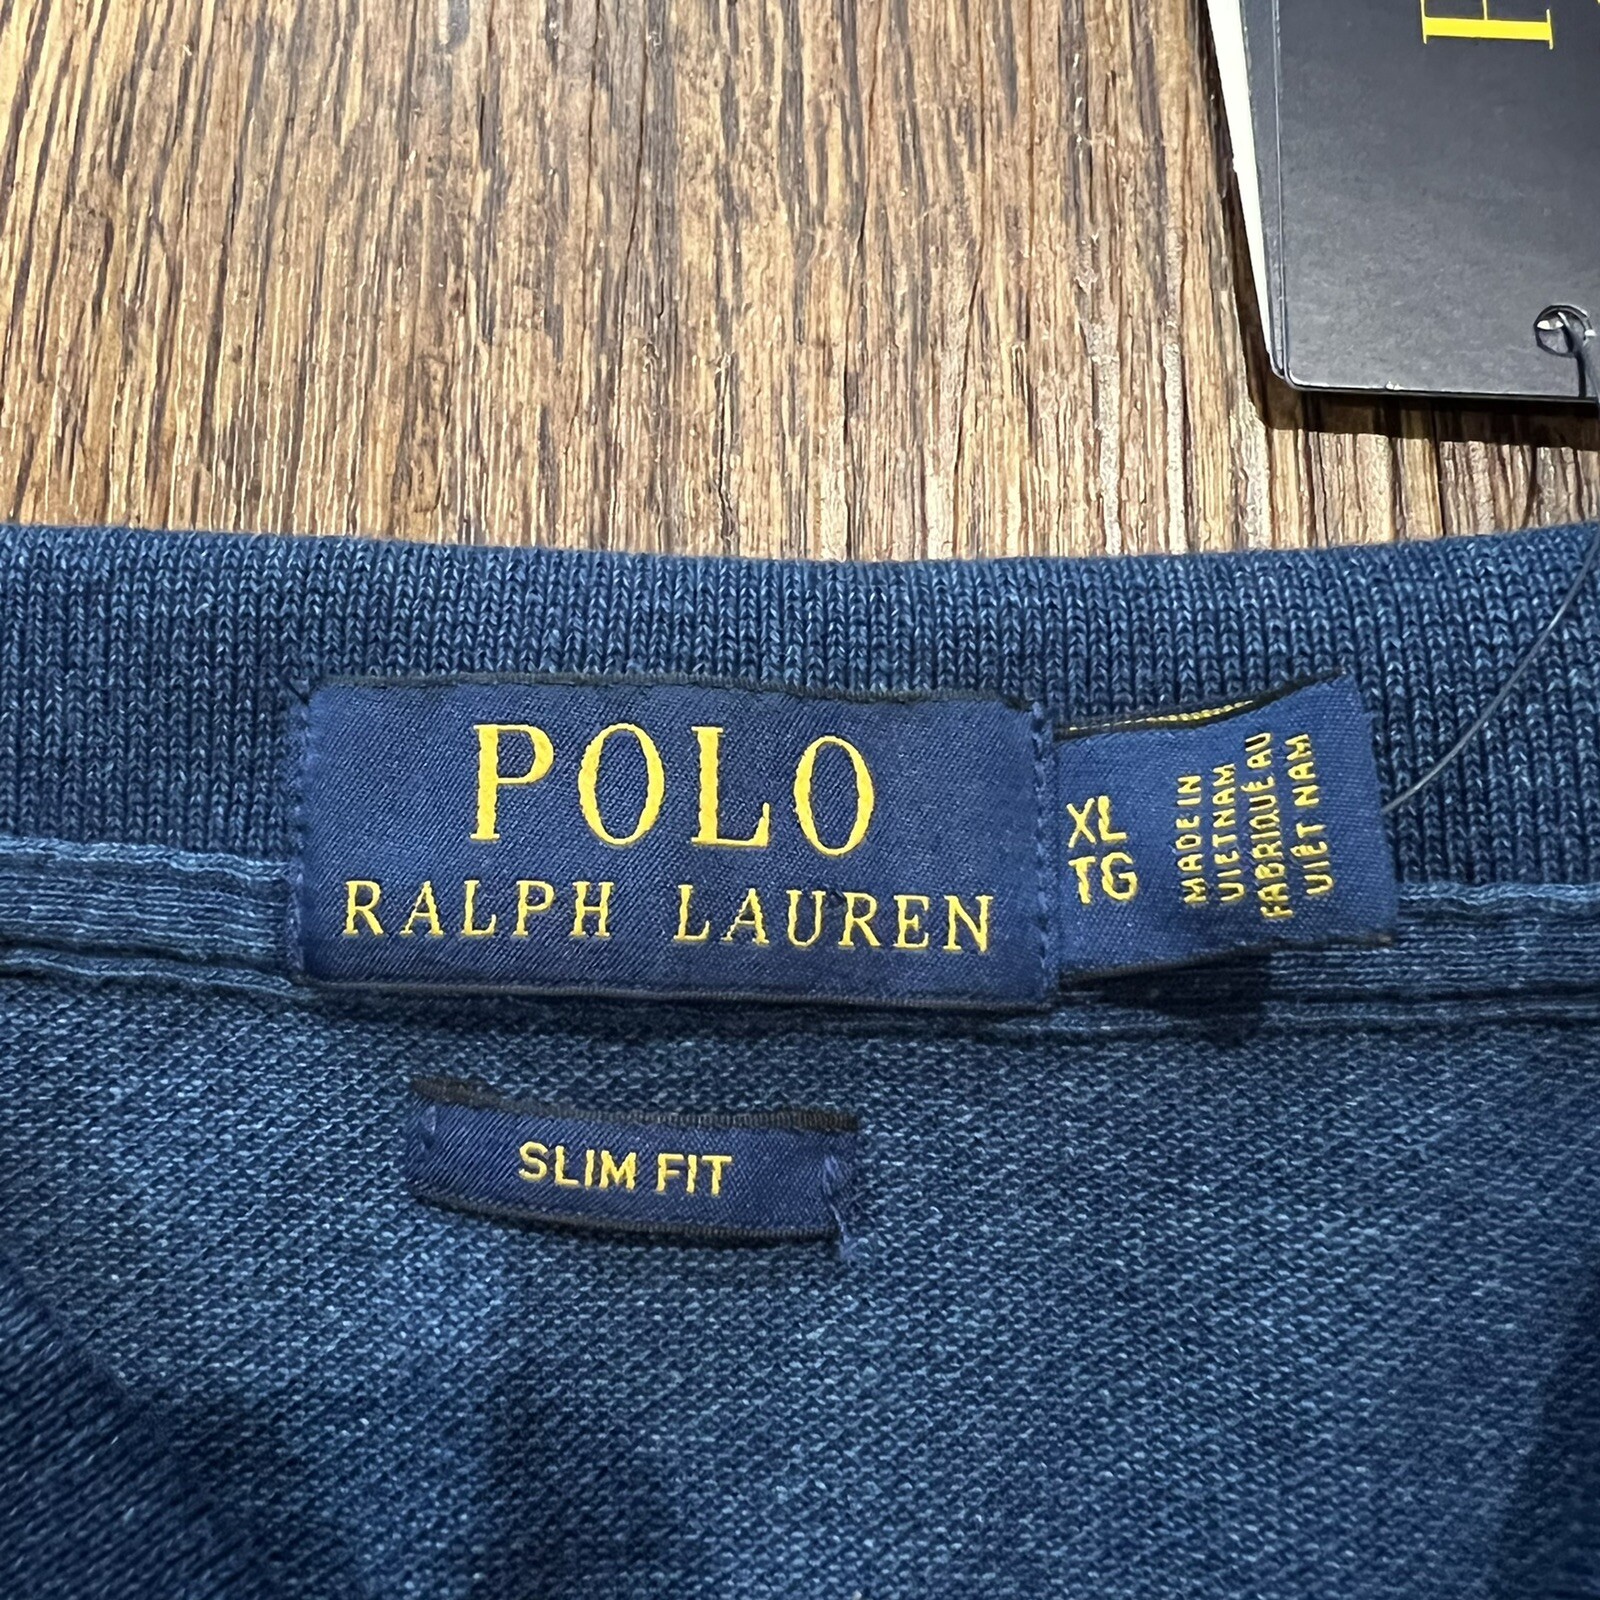 POLO
RALPH LAUREN
XL
TG
MADE IN
VIETNAM
FABRIQUÉ AU
VIÊT NAM
SLIM FIT